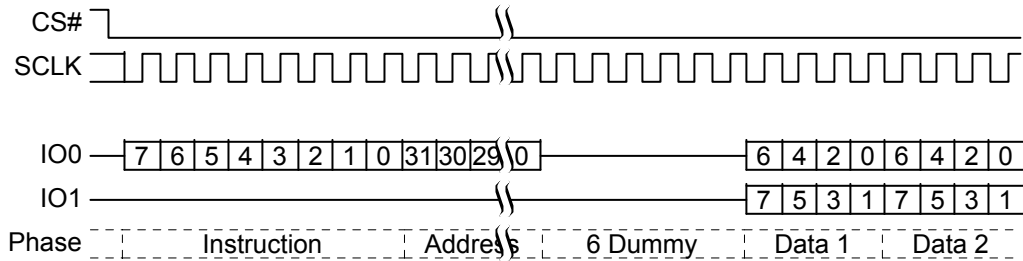 CS#
SCLK
IO0 7 6 5 4 3 2 1 0 31 30 29 0 6 4 2 0 6 4 2 0
IO1 7 5 3 1 7 5 3 1
Phase Instruction Address 6 Dummy Data 1 Data 2